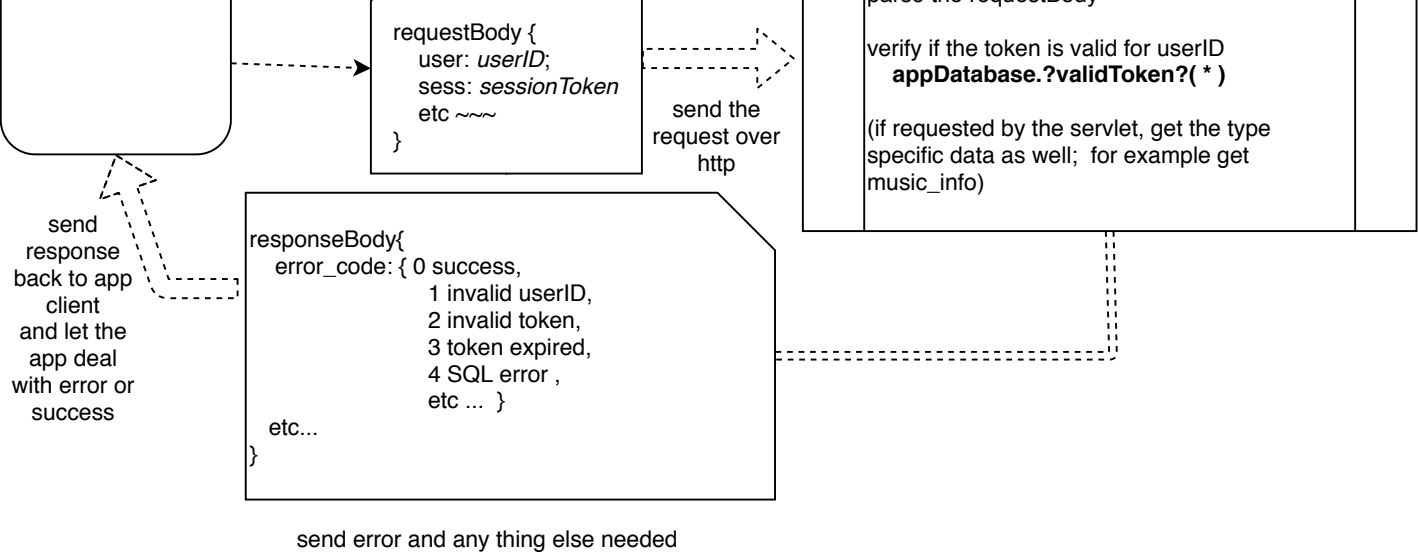 requestBody {
user: userID;
sess: sessionToken
etc ~~~
}
send the
request over
http
parse the requestBody
verify if the token is valid for userID
appDatabase.?validToken?( * )
(if requested by the servlet, get the type
specific data as well;  for example get
music_info)
send
response
back to app
client
and let the
app deal
with error or
success
responseBody{
error_code: { 0 success,
1 invalid userID,
2 invalid token,
3 token expired,
4 SQL error ,
etc ...  }
etc...
}
send error and any thing else needed